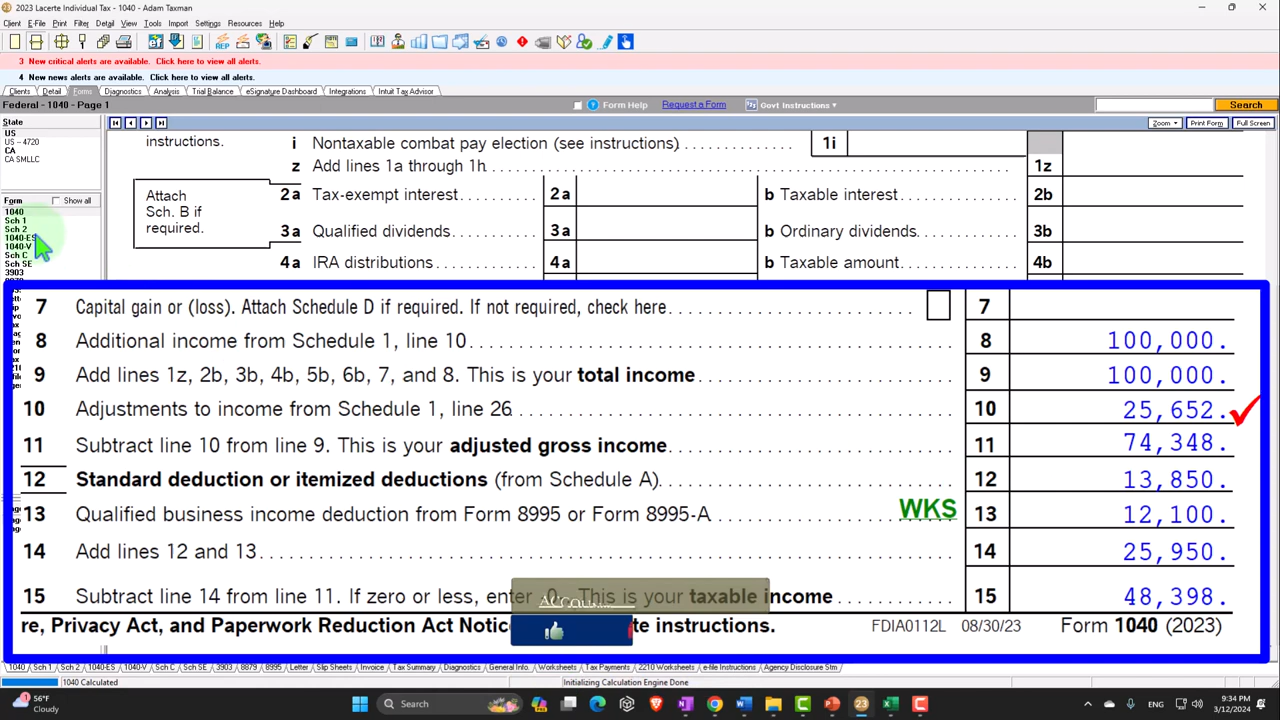 2023 Lacerte Individual Tax - 1040 - Adam Taxman
Client E-File Print Filter Detail View Tools Import Settings Resources Help
3 New critical alerts are available. Click here to view all alerts.
4 New news alerts are available. Click here to view all alerts.
Clients Detail Forms Diagnostics Analysis Trial Balance eSignature Dashboard Integrations Intuit Tax Advisor
Federal - 1040 - Page 1 Form Help Request a Form Govt Instructions Search
State
US
US -- 4720
CA
CA SMLLC
Zoom Print Form Full Screen
Form Show all
1040
Sch 1
Sch 2
1040-ES
1040-V
Sch C
Sch SE
3903
instructions.
i Nontaxable combat pay election (see instructions) 1i
z Add lines 1a through 1h 1z
Attach Sch. B if required.
2a Tax-exempt interest 2a b Taxable interest 2b
3a Qualified dividends 3a b Ordinary dividends 3b
4a IRA distributions 4a b Taxable amount 4b
7 Capital gain or (loss). Attach Schedule D if required. If not required, check here 7
8 Additional income from Schedule 1, line 10 8 100,000.
9 Add lines 1z, 2b, 3b, 4b, 5b, 6b, 7, and 8. This is your total income 9 100,000.
10 Adjustments to income from Schedule 1, line 26 10 25,652.
11 Subtract line 10 from line 9. This is your adjusted gross income 11 74,348.
12 Standard deduction or itemized deductions (from Schedule A) 12 13,850.
13 Qualified business income deduction from Form 8995 or Form 8995-A WKS 13 12,100.
14 Add lines 12 and 13 14 25,950.
15 Subtract line 14 from line 11. If zero or less, enter -0-. This is your taxable income 15 48,398.
re, Privacy Act, and Paperwork Reduction Act Notic te instructions. FDIA0112L 08/30/23 Form 1040 (2023)
1040 Sch 1 Sch 2 1040-ES 1040-V Sch C Sch SE 3903 8879 8995 Letter Slip Sheets Invoice Tax Summary Diagnostics General Info. Worksheets Tax Payments 2210 Worksheets e-file Instructions Agency Disclosure Stm
1040 Calculated Initializing Calculation Engine Done
56°F
Cloudy
Search
ENG
9:34 PM
3/12/2024